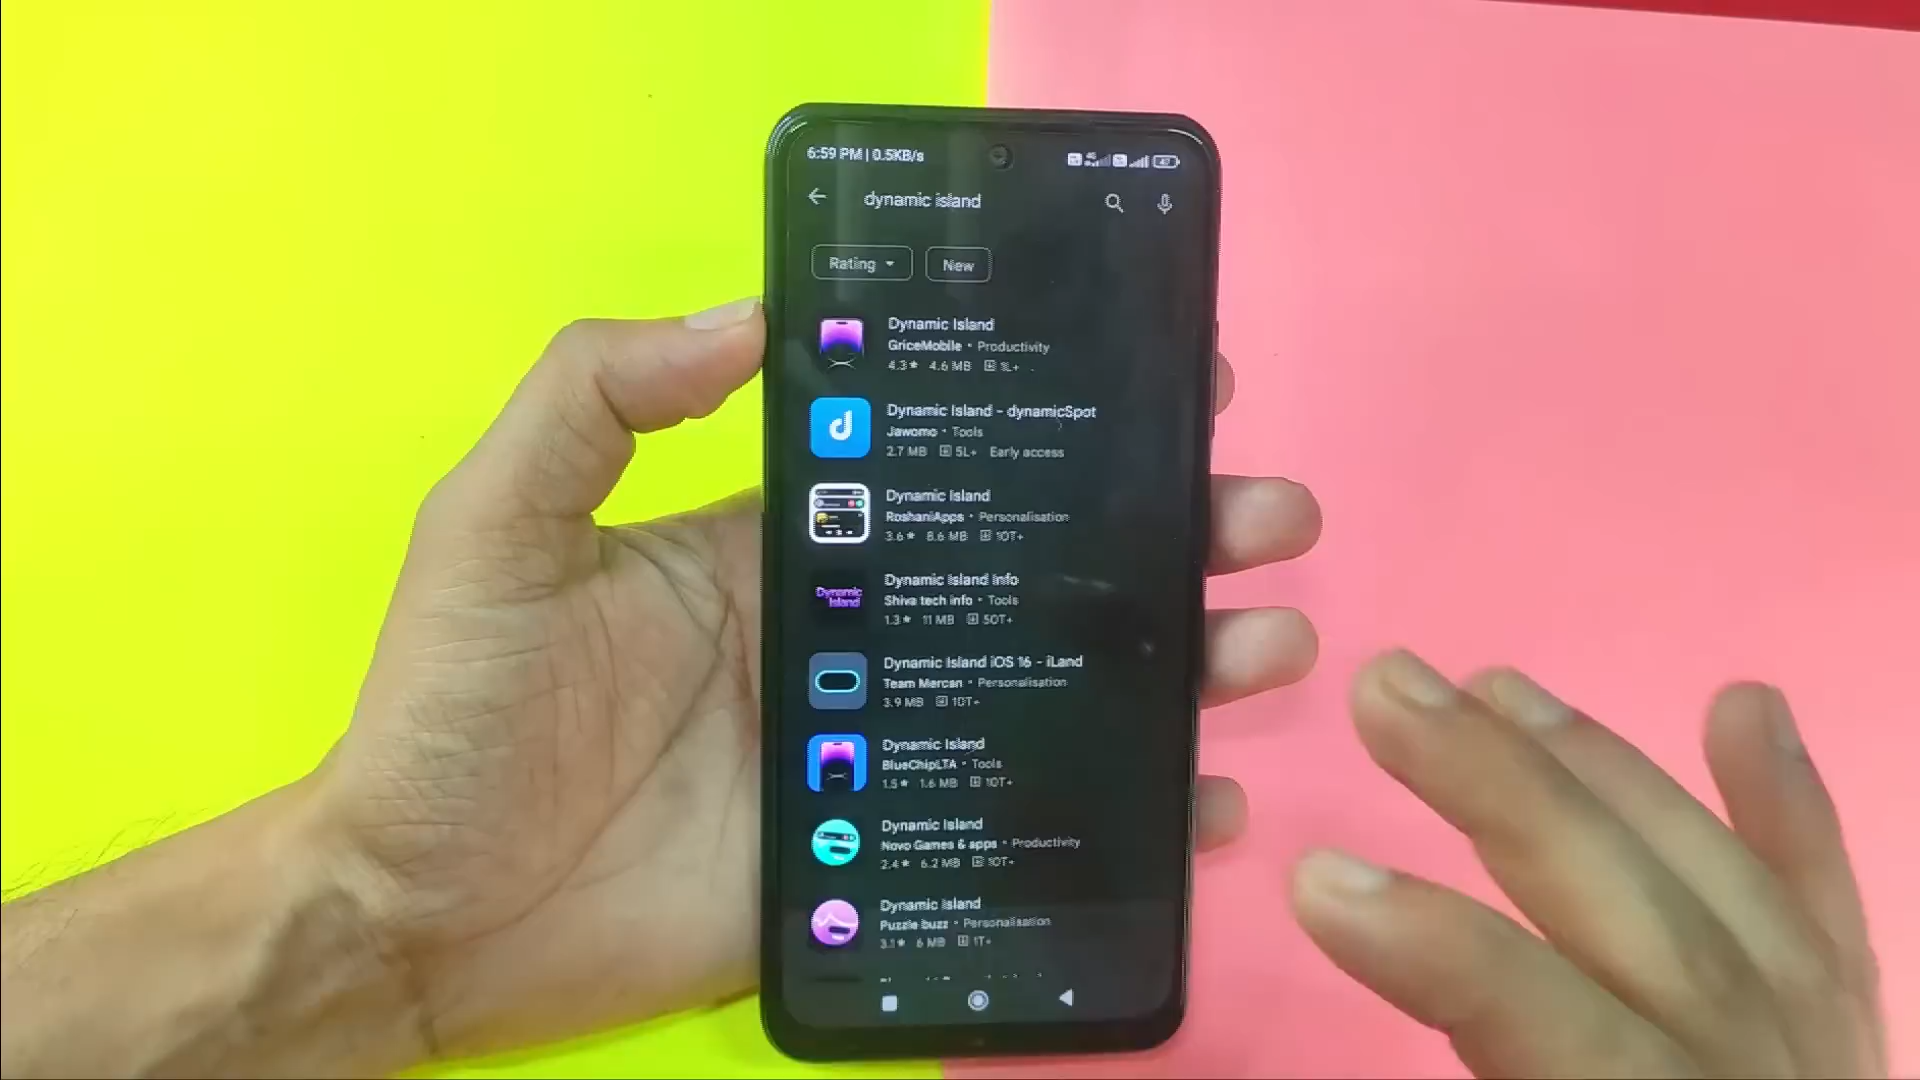 6:59 PM | 0.5KB/s
dynamic island
Rating
New
Dynamic Island
GriceMobile • Productivity
4.3★ 4.6 MB 1L+
Dynamic Island - dynamicSpot
Jawomo • Tools
2.7 MB 5L+ Early access
Dynamic Island
RoshaniApps • Personalisation
3.6★ 8.6 MB 10T+
Dynamic Island
Dynamic Island Info
Shiva tech info • Tools
1.3★ 11 MB 50T+
Dynamic Island iOS 16 - iLand
Team Mercan • Personalisation
3.9 MB 10T+
Dynamic Island
BlueChipLTA • Tools
1.5★ 1.6 MB 10T+
Dynamic Island
Novo Games & apps • Productivity
2.4★ 6.2 MB 10T+
Dynamic Island
Puzzle buzz • Personalisation
3.1★ 6 MB 1T+